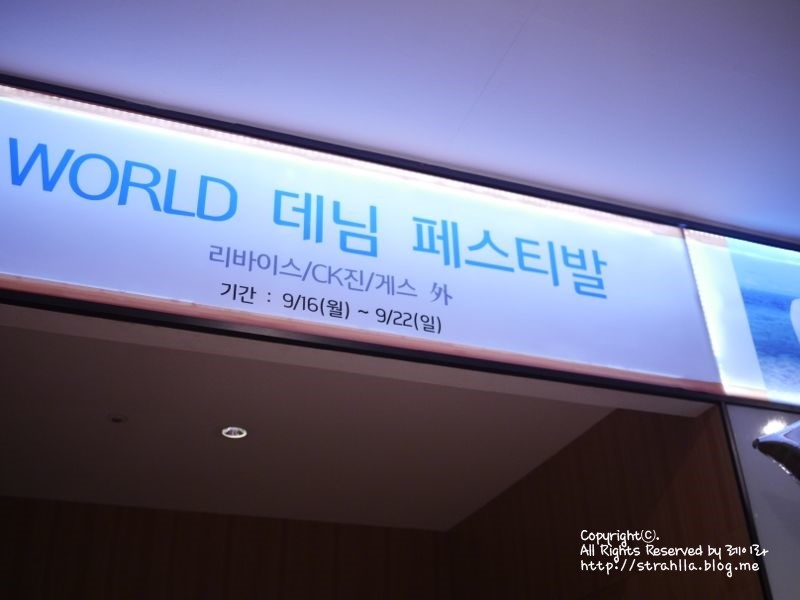 WORLD 데님 페스티발
리바이스/CK진/게스 外
기간 : 9/16(월) ~ 9/22(일)
Copyright(c).
All Rights Reserved by 레이라
http://strahlla.blog.me